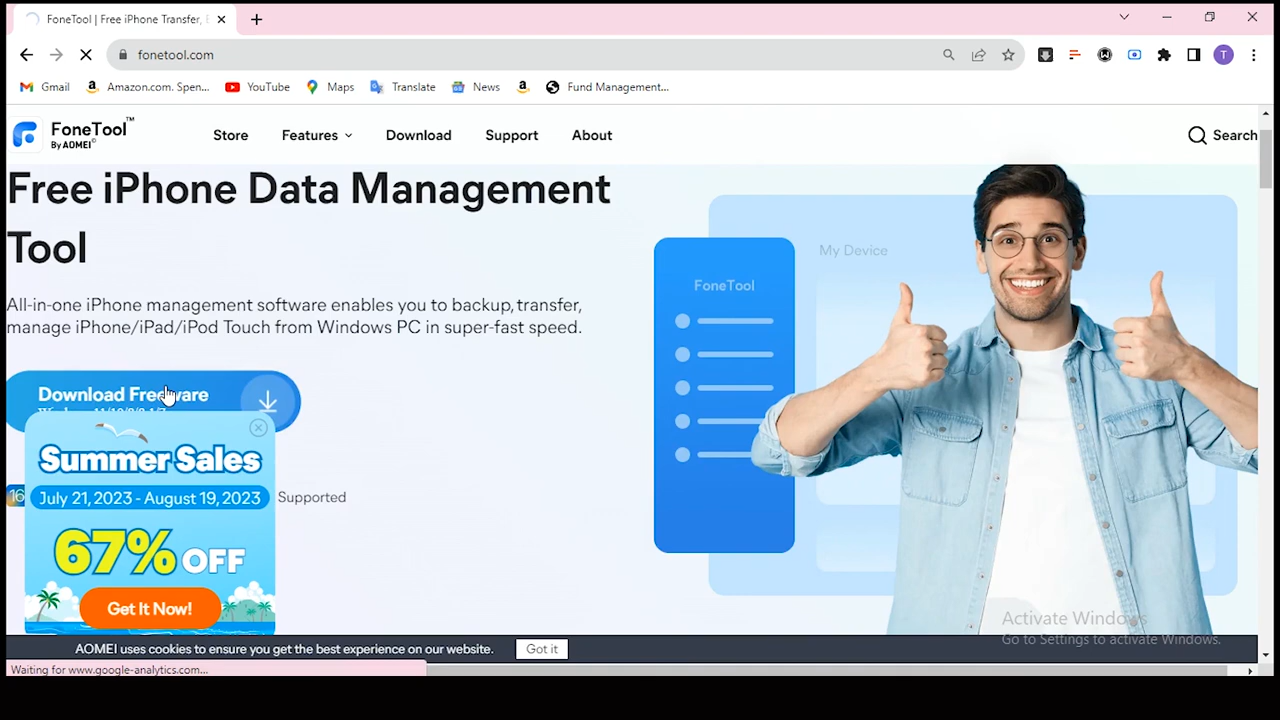 FoneTool | Free iPhone Transfer,
fonetool.com
Gmail
Amazon.com. Spen...
YouTube
Maps
Translate
News
Fund Management...
T
FoneTool™
By AOMEI©
Store
Features
Download
Support
About
Search
Free iPhone Data Management
Tool
All-in-one iPhone management software enables you to backup, transfer,
manage iPhone/iPad/iPod Touch from Windows PC in super-fast speed.
Download Freeware
Summer Sales
July 21, 2023 - August 19, 2023
67% OFF
Get It Now!
16
Supported
My Device
FoneTool
Activate Windows
Go to Settings to activate Windows.
AOMEI uses cookies to ensure you get the best experience on our website.
Got it
Waiting for www.google-analytics.com...